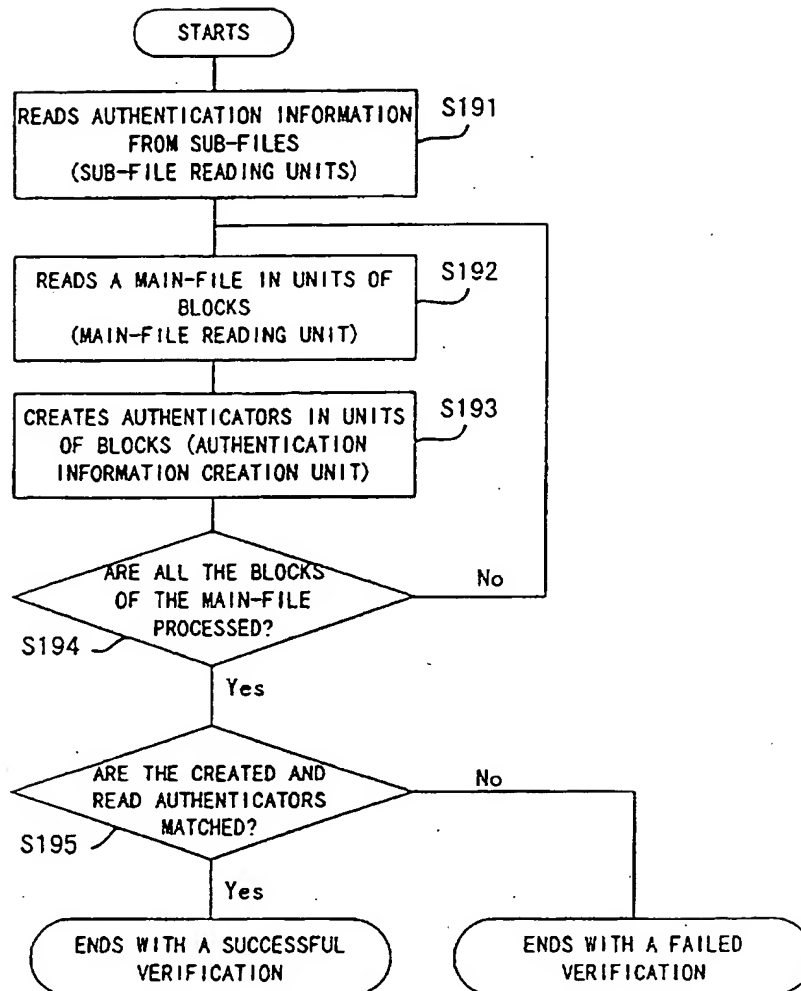 STARTS
READS AUTHENTICATION INFORMATION
FROM SUB-FILES
(SUB-FILE READING UNITS)
S191
READS A MAIN-FILE IN UNITS OF
BLOCKS
(MAIN-FILE READING UNIT)
S192
CREATES AUTHENTICATORS IN UNITS
OF BLOCKS (AUTHENTICATION
INFORMATION CREATION UNIT)
S193
ARE ALL THE BLOCKS
OF THE MAIN-FILE
PROCESSED?
No
S194
Yes
ARE THE CREATED AND
READ AUTHENTICATORS
MATCHED?
No
S195
Yes
ENDS WITH A SUCCESSFUL
VERIFICATION
ENDS WITH A FAILED
VERIFICATION